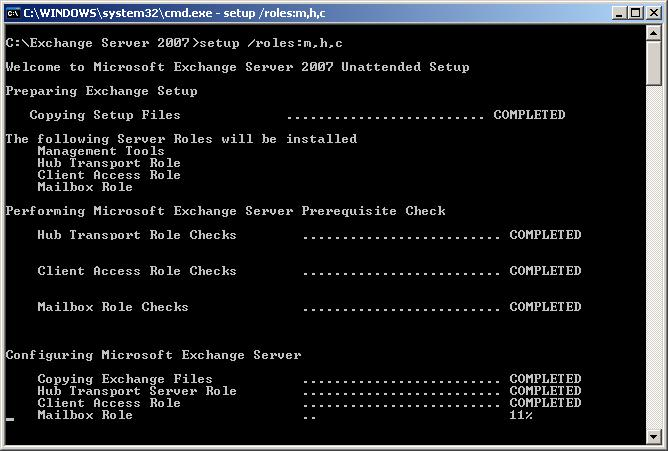 C:\WINDOWS\system32\cmd.exe - setup /roles:m,h,c
C:\Exchange Server 2007>setup /roles:m,h,c
Welcome to Microsoft Exchange Server 2007 Unattended Setup
Preparing Exchange Setup
Copying Setup Files ......................... COMPLETED
The following Server Roles will be installed
Management Tools
Hub Transport Role
Client Access Role
Mailbox Role
Performing Microsoft Exchange Server Prerequisite Check
Hub Transport Role Checks ......................... COMPLETED
Client Access Role Checks ......................... COMPLETED
Mailbox Role Checks ......................... COMPLETED
Configuring Microsoft Exchange Server
Copying Exchange Files ......................... COMPLETED
Hub Transport Server Role ......................... COMPLETED
Client Access Role ......................... COMPLETED
Mailbox Role .. 11%